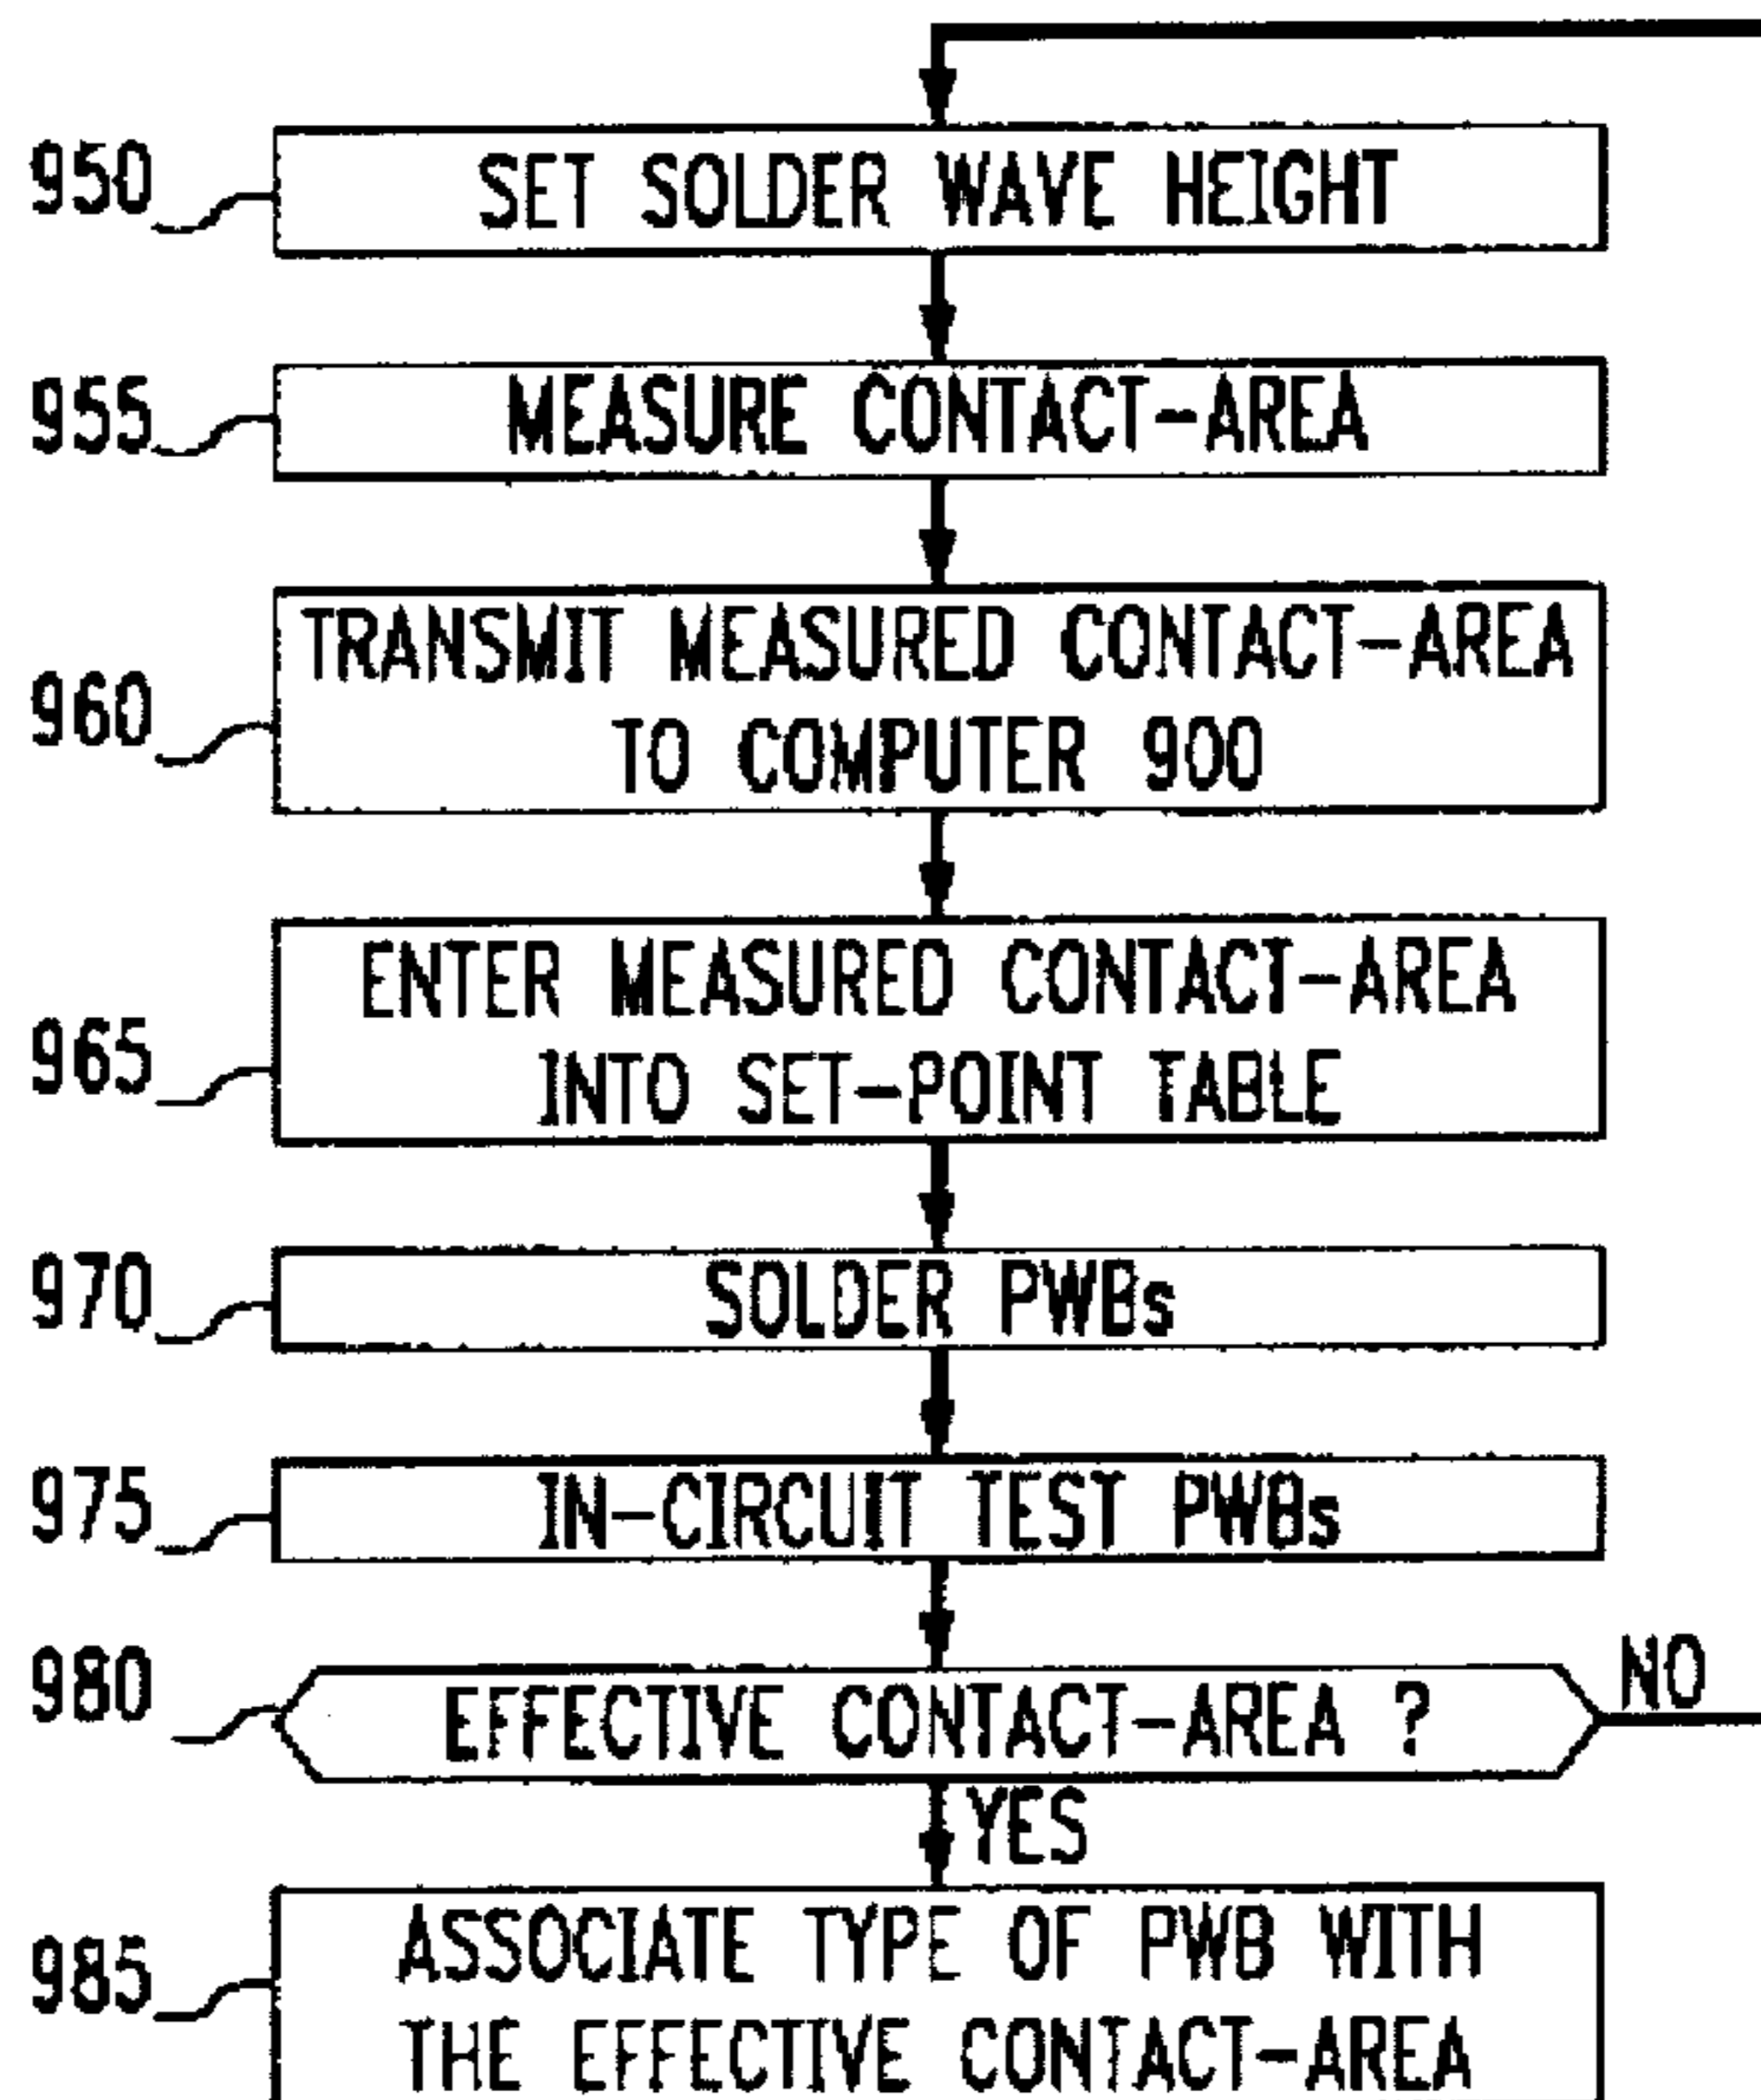 950
SET SOLDER WAVE HEIGHT
955
MEASURE CONTACT-AREA
960
TRANSMIT MEASURED CONTACT-AREA
TO COMPUTER 900
965
ENTER MEASURED CONTACT-AREA
INTO SET-POINT TABLE
970
SOLDER PWBs
975
IN-CIRCUIT TEST PWBs
980
EFFECTIVE CONTACT-AREA ?
NO
YES
985
ASSOCIATE TYPE OF PWB WITH
THE EFFECTIVE CONTACT-AREA